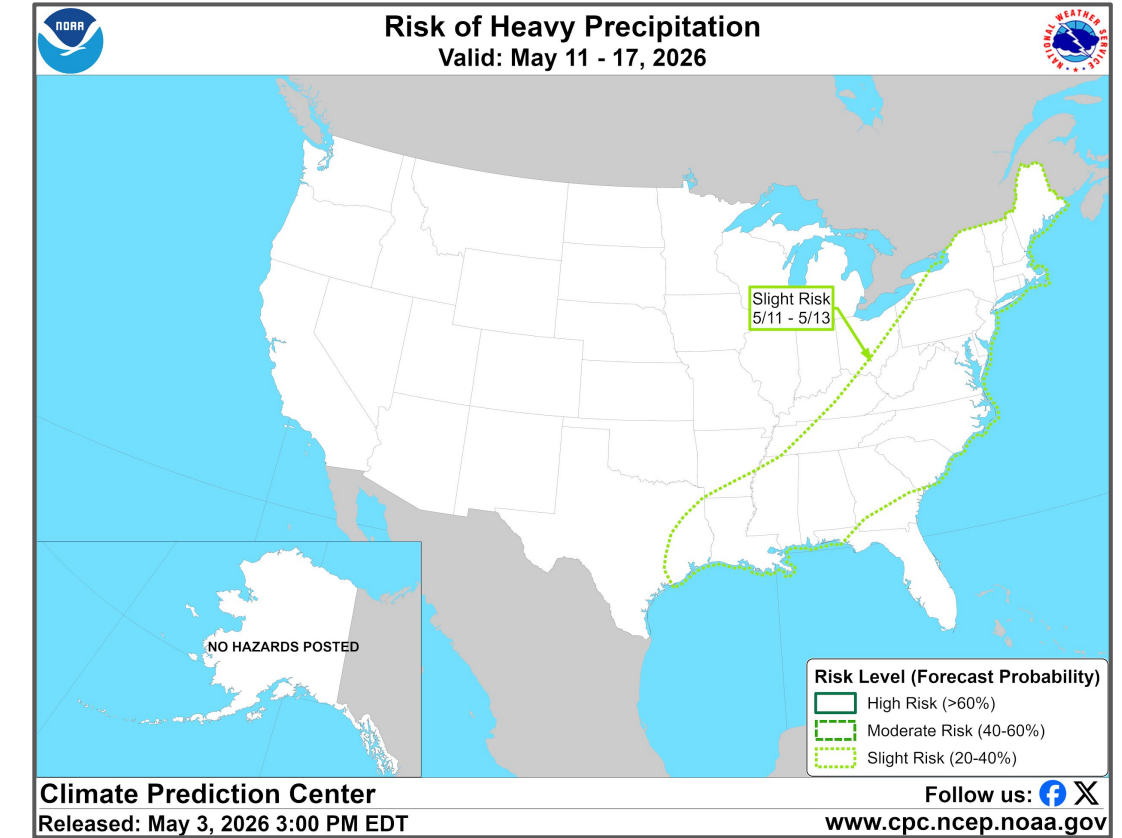 NOAA
Risk of Heavy Precipitation
Valid: May 11 - 17, 2026
NATIONAL WEATHER SERVICE
Slight Risk
5/11 - 5/13
NO HAZARDS POSTED
Risk Level (Forecast Probability)
High Risk (>60%)
Moderate Risk (40-60%)
Slight Risk (20-40%)
Climate Prediction Center
Follow us:
Released: May 3, 2026 3:00 PM EDT
www.cpc.ncep.noaa.gov